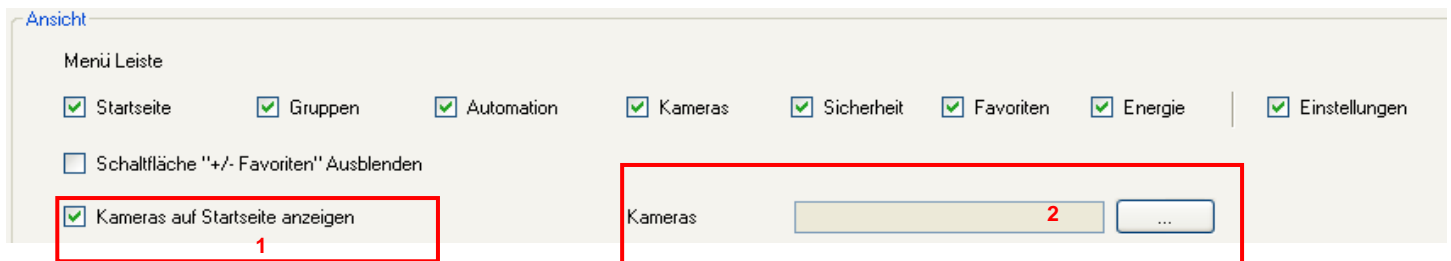 Ansicht
Menü Leiste
Startseite Gruppen Automation Kameras Sicherheit Favoriten Energie Einstellungen
Schaltfläche "+/- Favoriten" Ausblenden
Kameras auf Startseite anzeigen Kameras 2 ...
1